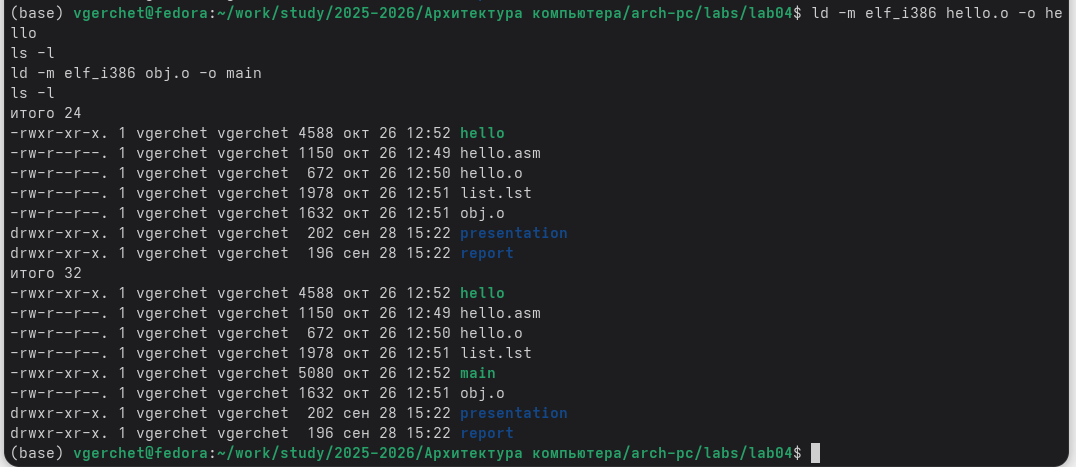 (base) vgerchet@fedora:~/work/study/2025-2026/Архитектура компьютера/arch-pc/labs/lab04$ ld -m elf_i386 hello.o -o he
llo
ls -l
ld -m elf_i386 obj.o -o main
ls -l
итого 24
-rwxr-xr-x. 1 vgerchet vgerchet 4588 окт 26 12:52 hello
-rw-r--r--. 1 vgerchet vgerchet 1150 окт 26 12:49 hello.asm
-rw-r--r--. 1 vgerchet vgerchet  672 окт 26 12:50 hello.o
-rw-r--r--. 1 vgerchet vgerchet 1978 окт 26 12:51 list.lst
-rw-r--r--. 1 vgerchet vgerchet 1632 окт 26 12:51 obj.o
drwxr-xr-x. 1 vgerchet vgerchet  202 сен 28 15:22 presentation
drwxr-xr-x. 1 vgerchet vgerchet  196 сен 28 15:22 report
итого 32
-rwxr-xr-x. 1 vgerchet vgerchet 4588 окт 26 12:52 hello
-rw-r--r--. 1 vgerchet vgerchet 1150 окт 26 12:49 hello.asm
-rw-r--r--. 1 vgerchet vgerchet  672 окт 26 12:50 hello.o
-rw-r--r--. 1 vgerchet vgerchet 1978 окт 26 12:51 list.lst
-rwxr-xr-x. 1 vgerchet vgerchet 5080 окт 26 12:52 main
-rw-r--r--. 1 vgerchet vgerchet 1632 окт 26 12:51 obj.o
drwxr-xr-x. 1 vgerchet vgerchet  202 сен 28 15:22 presentation
drwxr-xr-x. 1 vgerchet vgerchet  196 сен 28 15:22 report
(base) vgerchet@fedora:~/work/study/2025-2026/Архитектура компьютера/arch-pc/labs/lab04$